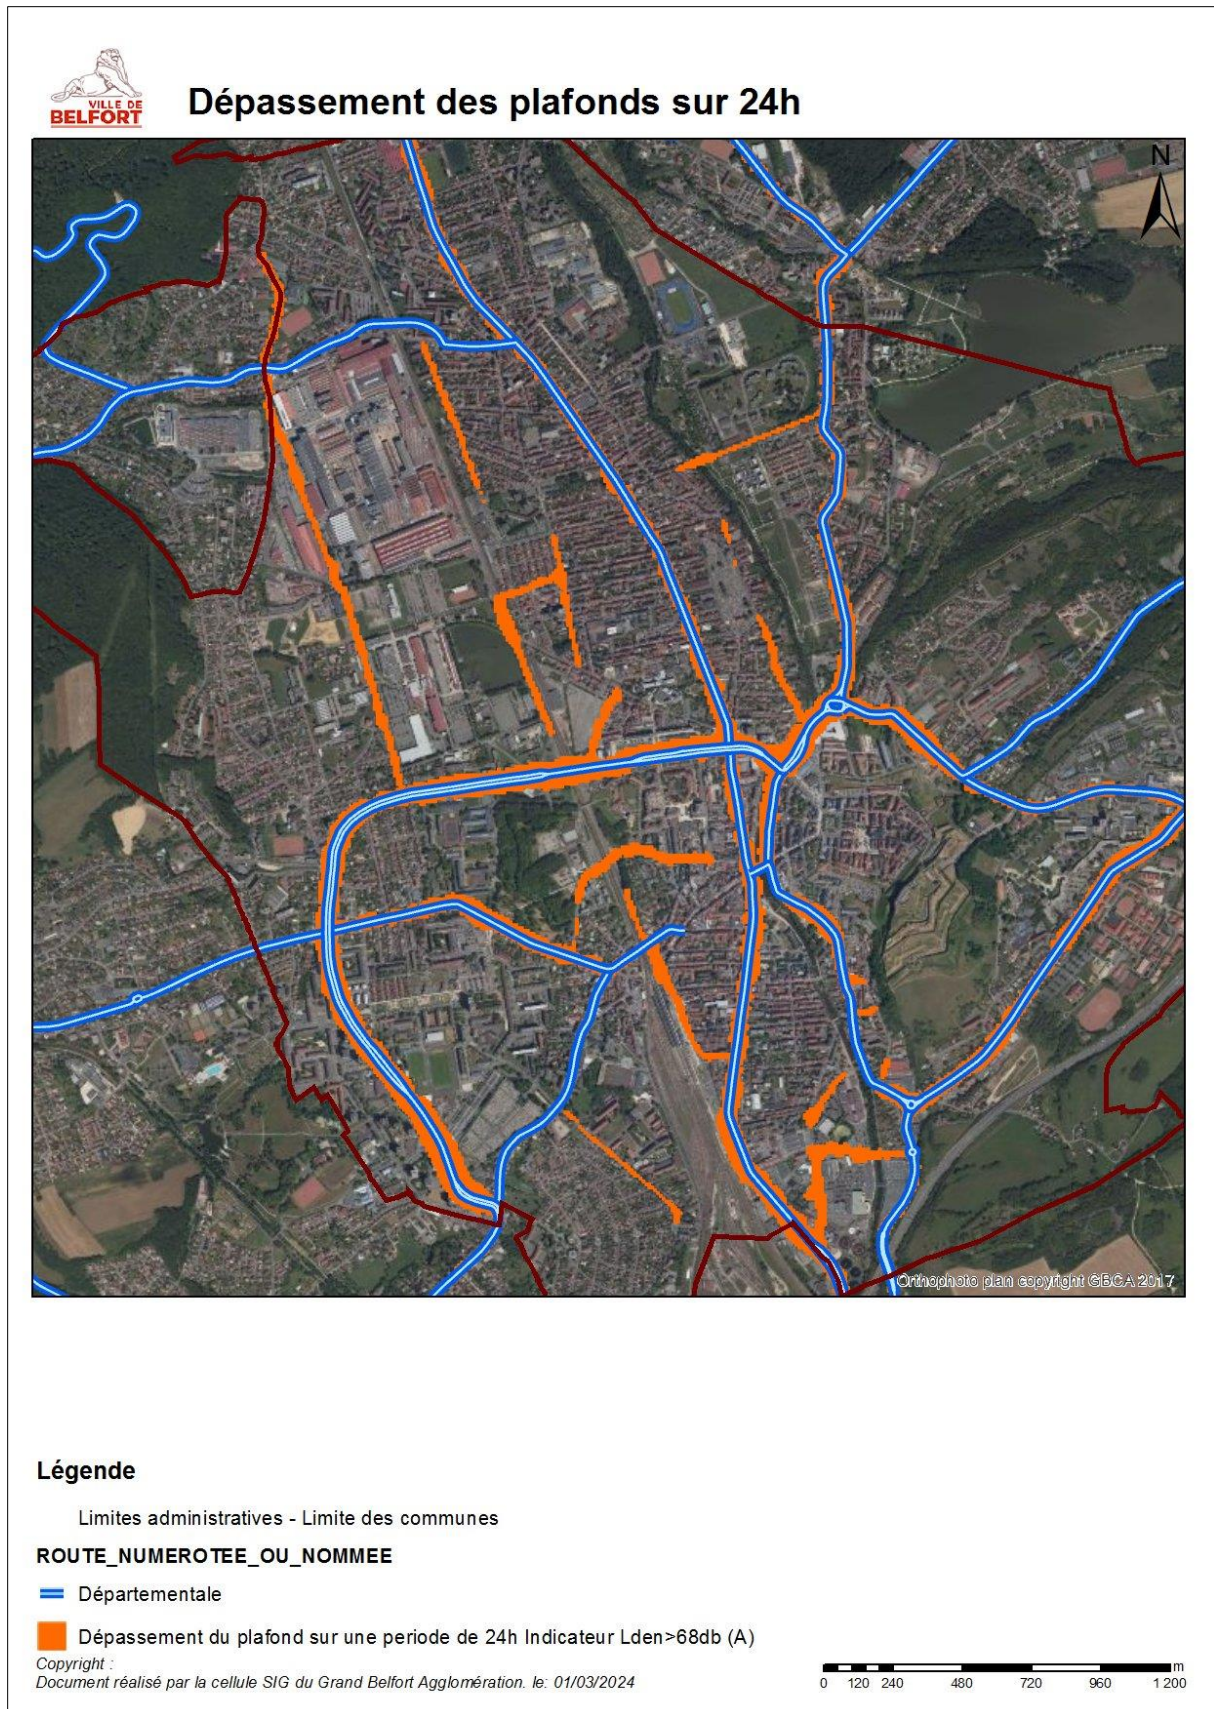 VILLE DE
BELFORT
Dépassement des plafonds sur 24h
N
Orthophoto plan copyright GBCA 2017
Légende
Limites administratives - Limite des communes
ROUTE_NUMEROTEE_OU_NOMMEE
Départementale
Dépassement du plafond sur une periode de 24h Indicateur Lden>68db (A)
Copyright :
Document réalisé par la cellule SIG du Grand Belfort Agglomération. le: 01/03/2024
m
0 120 240 480 720 960 1 200